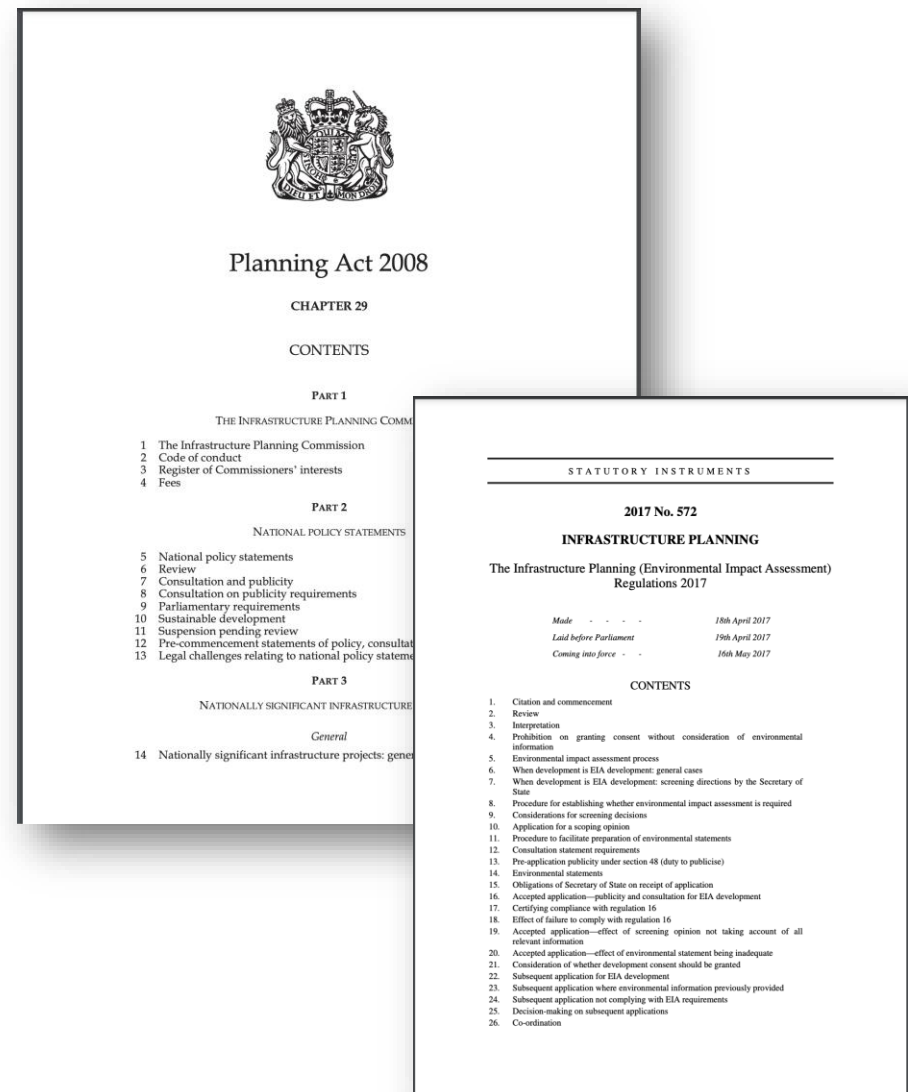 DIEU ET MON DROIT
Planning Act 2008
CHAPTER 29
CONTENTS
PART 1
THE INFRASTRUCTURE PLANNING COMM
1 The Infrastructure Planning Commission
2 Code of conduct
3 Register of Commissioners' interests
4 Fees
PART 2
NATIONAL POLICY STATEMENTS
5 National policy statements
6 Review
7 Consultation and publicity
8 Consultation on publicity requirements
9 Parliamentary requirements
10 Sustainable development
11 Suspension pending review
12 Pre-commencement statements of policy, consultat
13 Legal challenges relating to national policy stateme
PART 3
NATIONALLY SIGNIFICANT INFRASTRUCTURE
General
14 Nationally significant infrastructure projects: gener
STATUTORY INSTRUMENTS
2017 No. 572
INFRASTRUCTURE PLANNING
The Infrastructure Planning (Environmental Impact Assessment)
Regulations 2017
Made - - - - 18th April 2017
Laid before Parliament 19th April 2017
Coming into force - - 16th May 2017
CONTENTS
1. Citation and commencement
2. Review
3. Interpretation
4. Prohibition on granting consent without consideration of environmental
information
5. Environmental impact assessment process
6. When development is EIA development: general cases
7. When development is EIA development: screening directions by the Secretary of
State
8. Procedure for establishing whether environmental impact assessment is required
9. Considerations for screening decisions
10. Application for a scoping opinion
11. Procedure to facilitate preparation of environmental statements
12. Consultation statement requirements
13. Pre-application publicity under section 48 (duty to publicise)
14. Environmental statements
15. Obligations of Secretary of State on receipt of application
16. Accepted application—publicity and consultation for EIA development
17. Certifying compliance with regulation 16
18. Effect of failure to comply with regulation 16
19. Accepted application—effect of screening opinion not taking account of all
relevant information
20. Accepted application—effect of environmental statement being inadequate
21. Consideration of whether development consent should be granted
22. Subsequent application for EIA development
23. Subsequent application where environmental information previously provided
24. Subsequent application not complying with EIA requirements
25. Decision-making on subsequent applications
26. Co-ordination